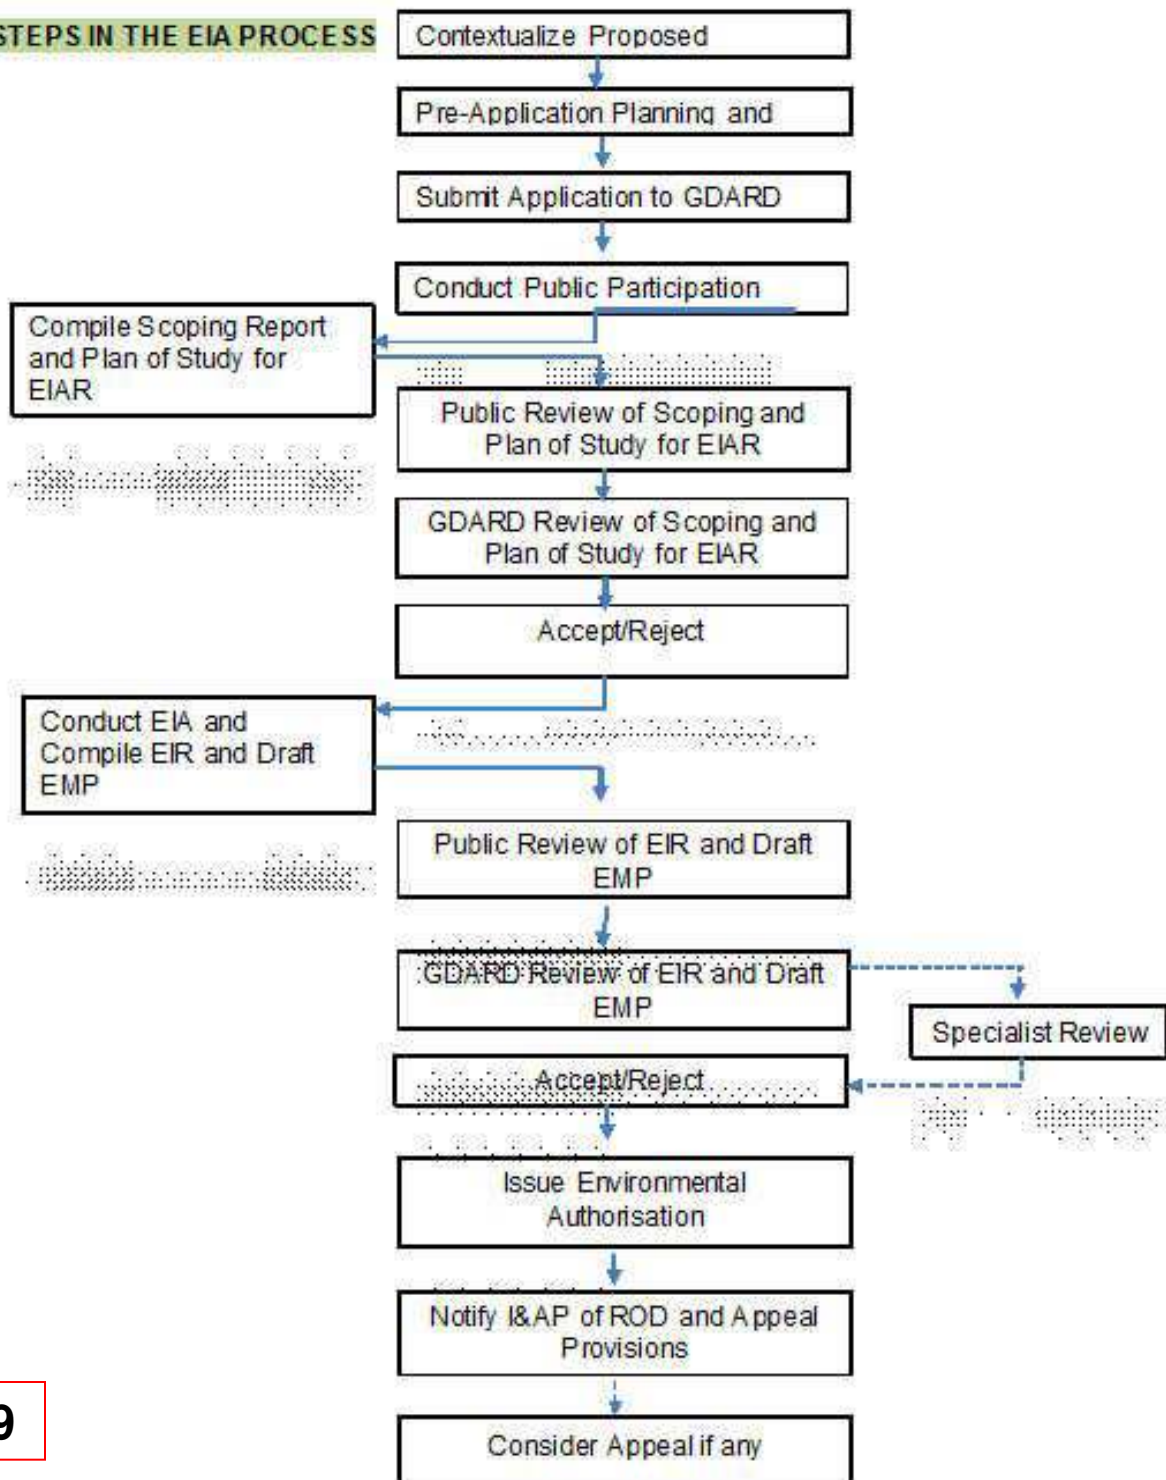 STEPS IN THE EIA PROCESS
Contextualize Proposed
Pre-Application Planning and
Submit Application to GDARD
Conduct Public Participation
Compile Scoping Report
and Plan of Study for
EIAR
Public Review of Scoping and
Plan of Study for EIAR
GDARD Review of Scoping and
Plan of Study for EIAR
Accept/Reject
Conduct EIA and
Compile EIR and Draft
EMP
Public Review of EIR and Draft
EMP
GDARD Review of EIR and Draft
EMP
Specialist Review
Accept/Reject
Issue Environmental
Authorisation
Notify I&AP of ROD and Appeal
Provisions
Consider Appeal if any
9